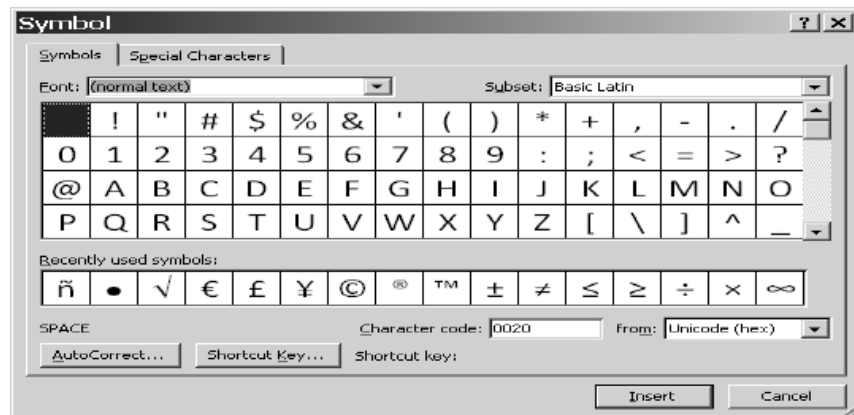 Symbol
Symbols Special Characters
Font: (normal text) Subset: Basic Latin
! " # $ % & ' ( ) * + , - . /
0 1 2 3 4 5 6 7 8 9 : ; < = > ?
@ A B C D E F G H I J K L M N O
P Q R S T U V W X Y Z [ \ ] ^ _
Recently used symbols:
ñ ● √ € £ ¥ © ® ™ ± ≠ ≤ ≥ ÷ × ∞
SPACE Character code: 0020 from: Unicode (hex)
AutoCorrect... Shortcut Key... Shortcut key:
Insert Cancel